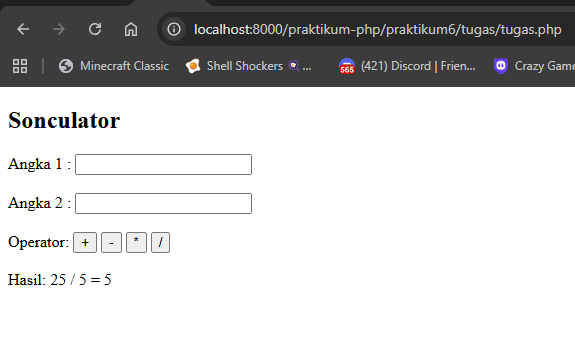 localhost:8000/praktikum-php/praktikum6/tugas/tugas.php
Minecraft Classic Shell Shockers ... 565 (421) Discord | Frien... Crazy Game
Sonculator
Angka 1 :
Angka 2 :
Operator: + - * /
Hasil: 25 / 5 = 5